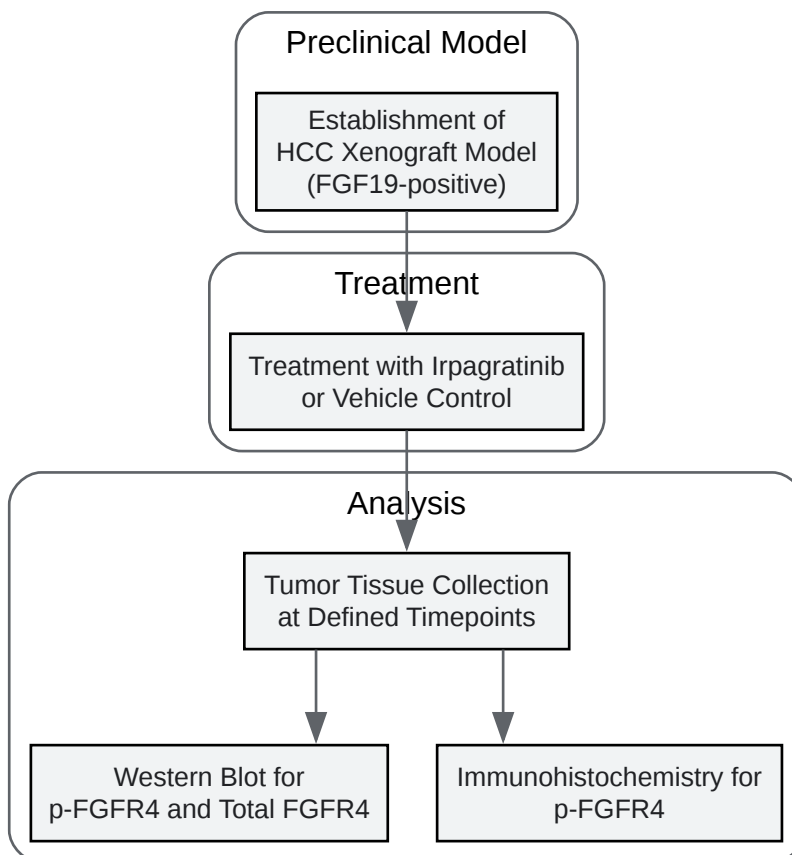 Preclinical Model
Establishment of
HCC Xenograft Model
(FGF19-positive)
Treatment
Treatment with Irpagratinib
or Vehicle Control
Analysis
Tumor Tissue Collection
at Defined Timepoints
Western Blot for
p-FGFR4 and Total FGFR4
Immunohistochemistry for
p-FGFR4